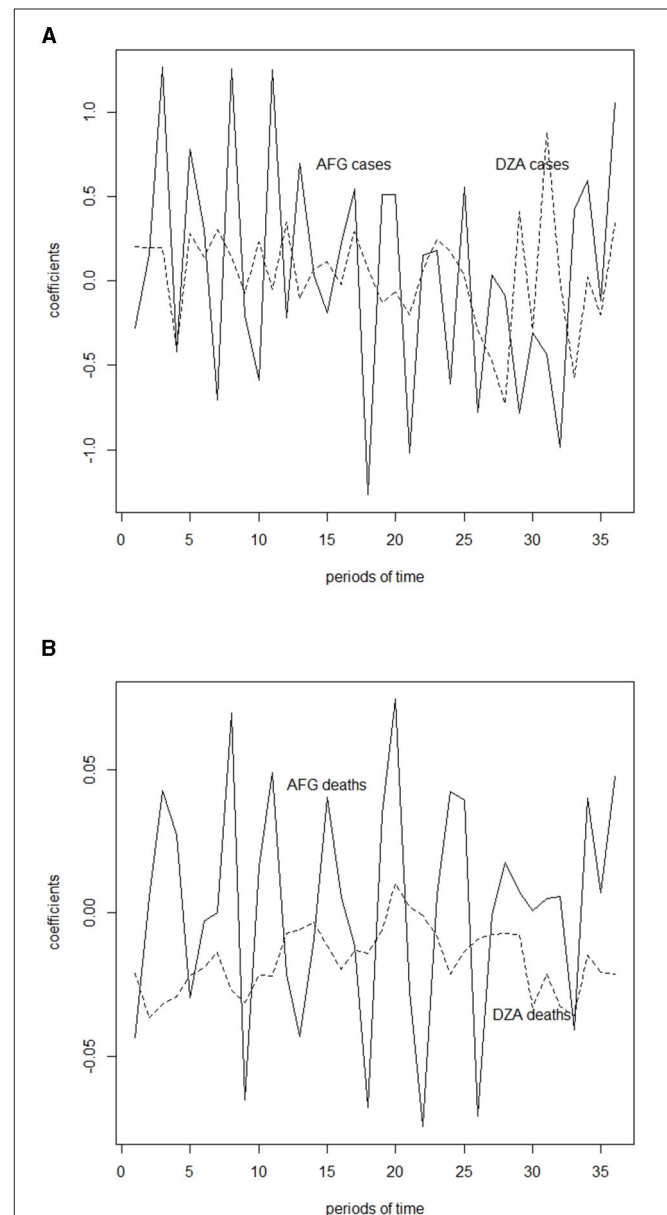 A
1.0
0.5
0.0
-0.5
-1.0
coefficients
AFG cases
DZA cases
0 5 10 15 20 25 30 35
periods of time
B
0.05
0.00
-0.05
coefficients
AFG deaths
DZA deaths
0 5 10 15 20 25 30 35
periods of time